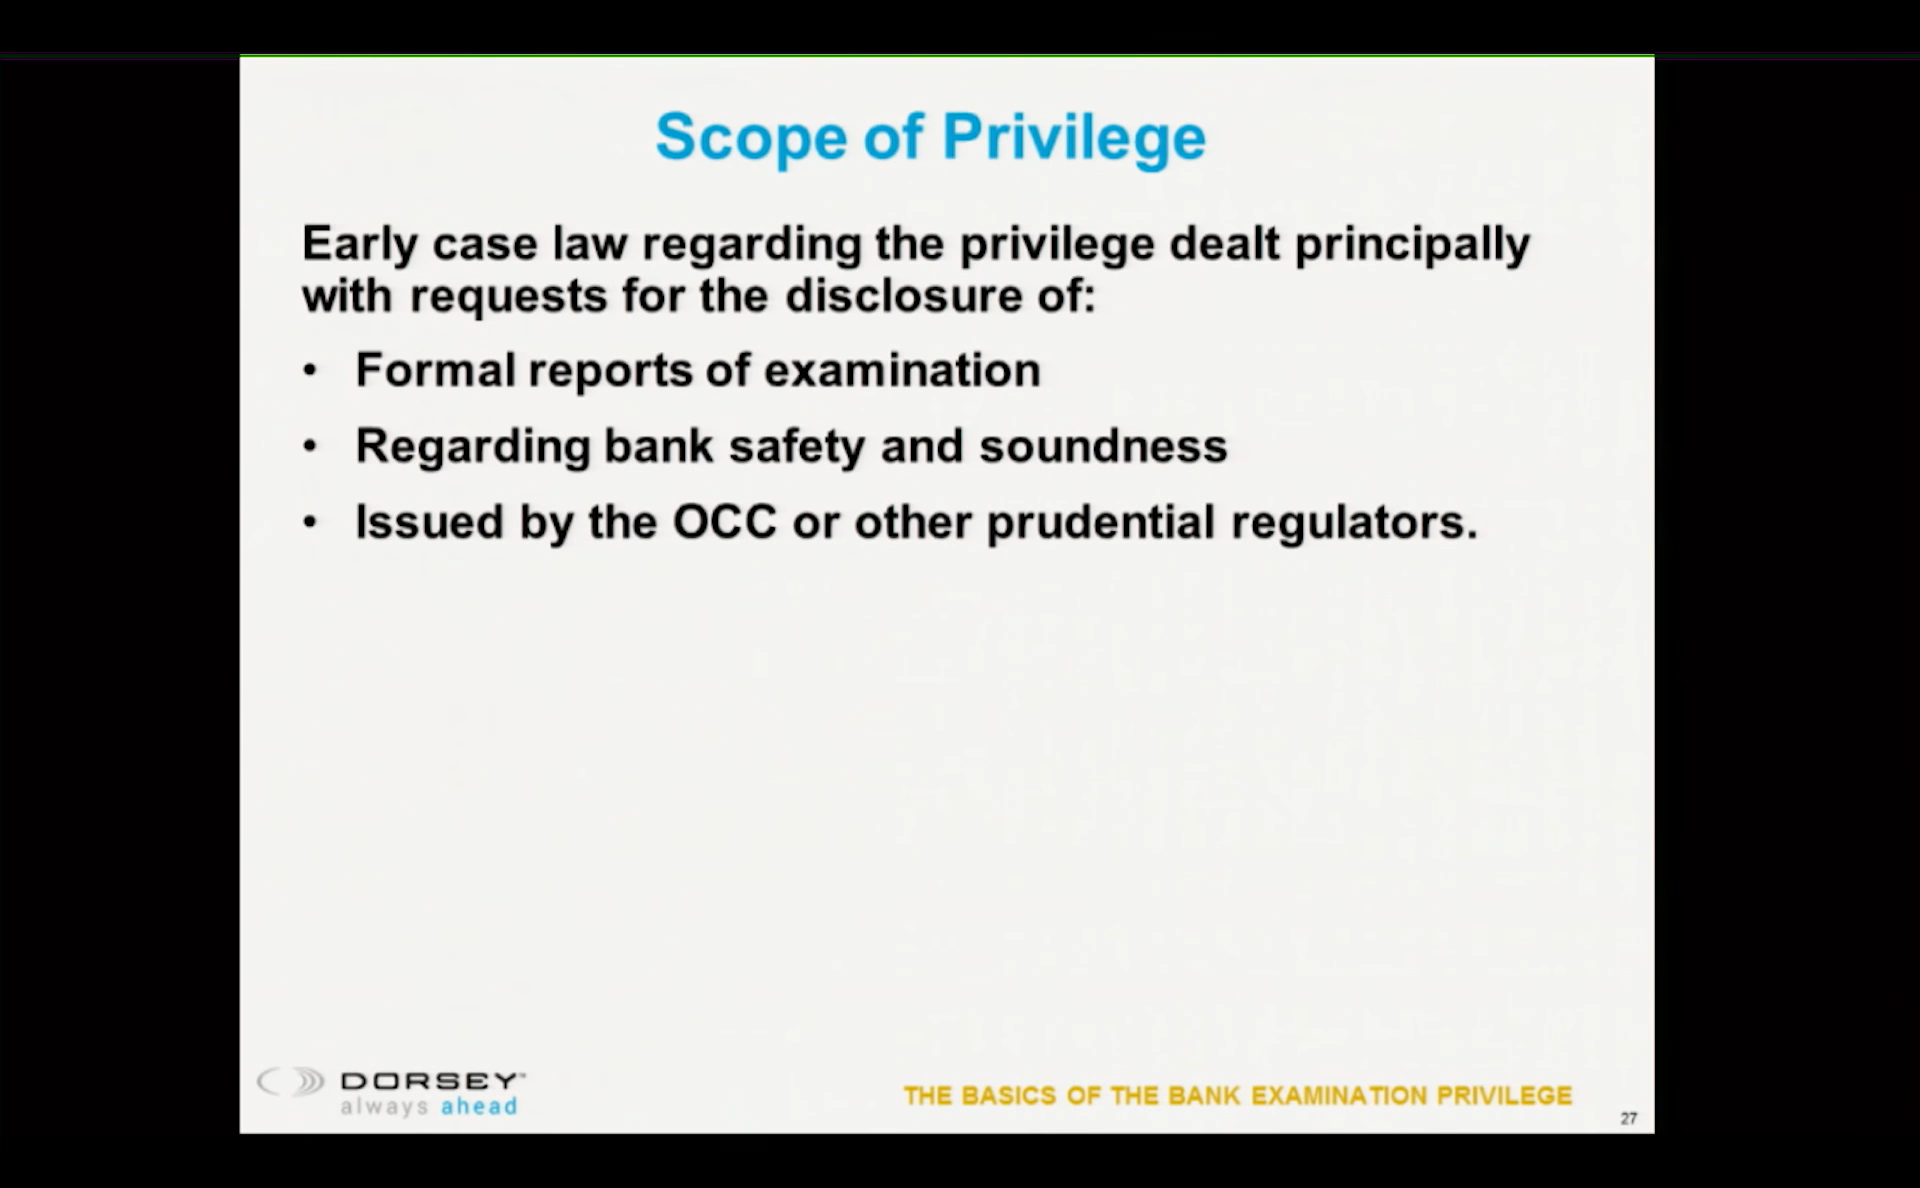 Scope of Privilege
Early case law regarding the privilege dealt principally
with requests for the disclosure of:
• Formal reports of examination
• Regarding bank safety and soundness
• Issued by the OCC or other prudential regulators.
DORSEY™
always ahead
THE BASICS OF THE BANK EXAMINATION PRIVILEGE
27